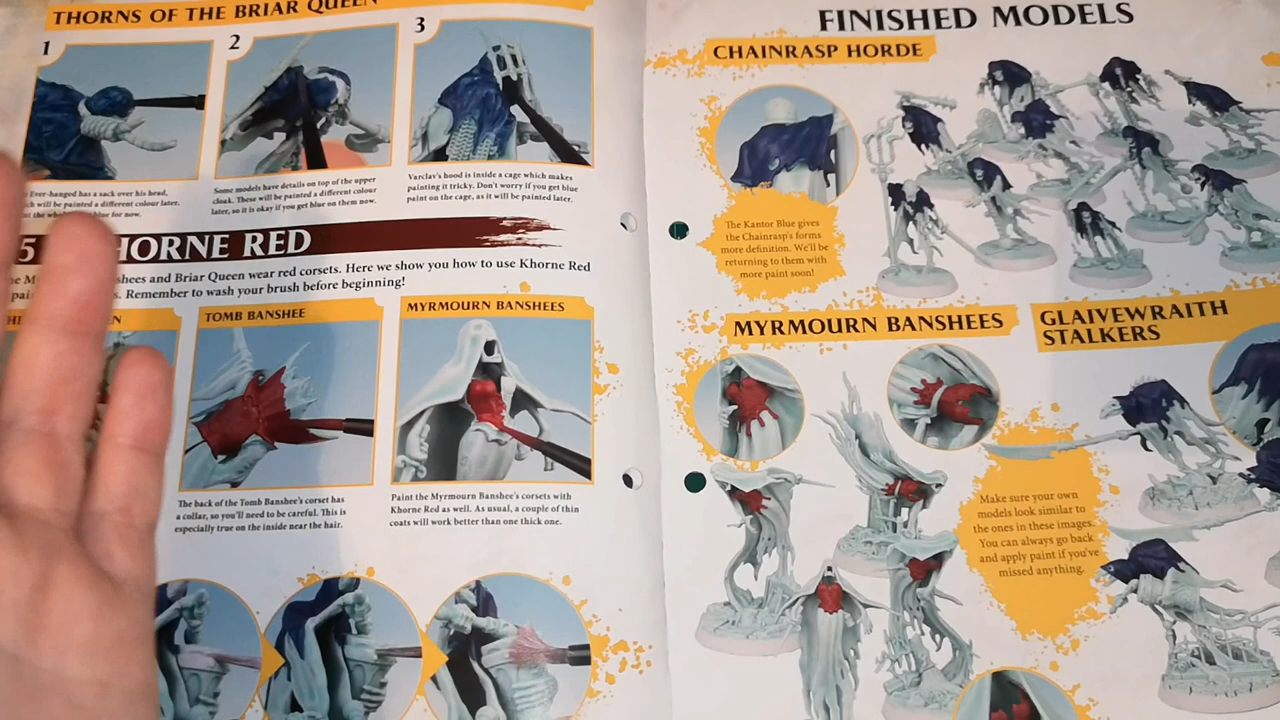 THORNS OF THE BRIAR QUEEN
1
2
3
Ever-hanged has a sack over his head,
will be painted a different colour later.
blue for now.
Some models have details on top of the upper
cloak. These will be painted a different colour
later, so it is okay if you get blue on them now.
Varclav's hood is inside a cage which makes
painting it tricky. Don't worry if you get blue
paint on the cage, as it will be painted later.
5 HORNE RED
and Briar Queen wear red corsets. Here we show you how to use Khorne Red
Remember to wash your brush before beginning!
TOMB BANSHEE
MYRMOURN BANSHEES
The back of the Tomb Banshee's corset has
a collar, so you'll need to be careful. This is
especially true on the inside near the hair.
Paint the Myrmourn Banshee's corsets with
Khorne Red as well. As usual, a couple of thin
coats will work better than one thick one.
FINISHED MODELS
CHAINRASP HORDE
The Kantor Blue gives
the Chainrasp's forms
more definition. We'll be
returning to them with
more paint soon!
MYRMOURN BANSHEES
GLAIVEWRAITH
STALKERS
Make sure your own
models look similar to
the ones in these images.
You can always go back
and apply paint if you've
missed anything.